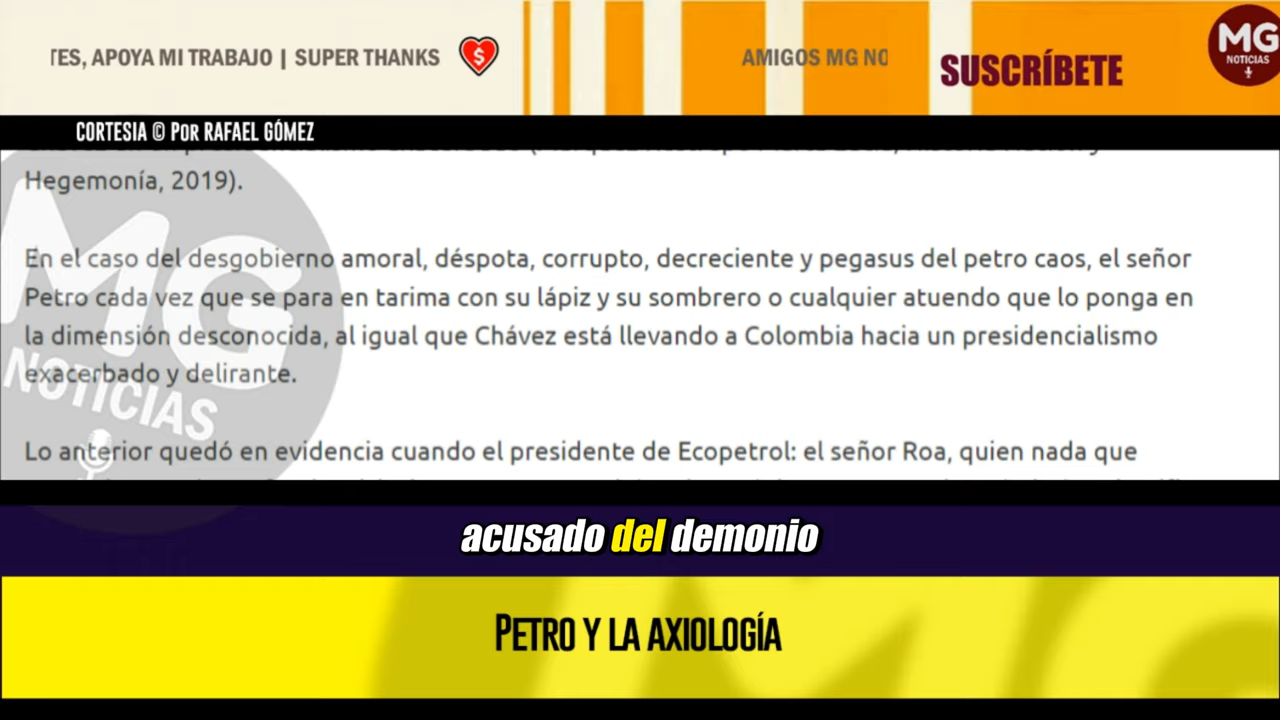 TES, APOYA MI TRABAJO | SUPER THANKS
AMIGOS MG NO
SUSCRÍBETE
MG
NOTICIAS
CORTESIA © POR RAFAEL GÓMEZ
Hegemonía, 2019).
En el caso del desgobierno amoral, déspota, corrupto, decreciente y pegasus del petro caos, el señor
Petro cada vez que se para en tarima con su lápiz y su sombrero o cualquier atuendo que lo ponga en
la dimensión desconocida, al igual que Chávez está llevando a Colombia hacia un presidencialismo
exacerbado y delirante.
MG
NOTICIAS
Lo anterior quedó en evidencia cuando el presidente de Ecopetrol: el señor Roa, quien nada que
acusado del demonio
PETRO Y LA AXIOLOGÍA